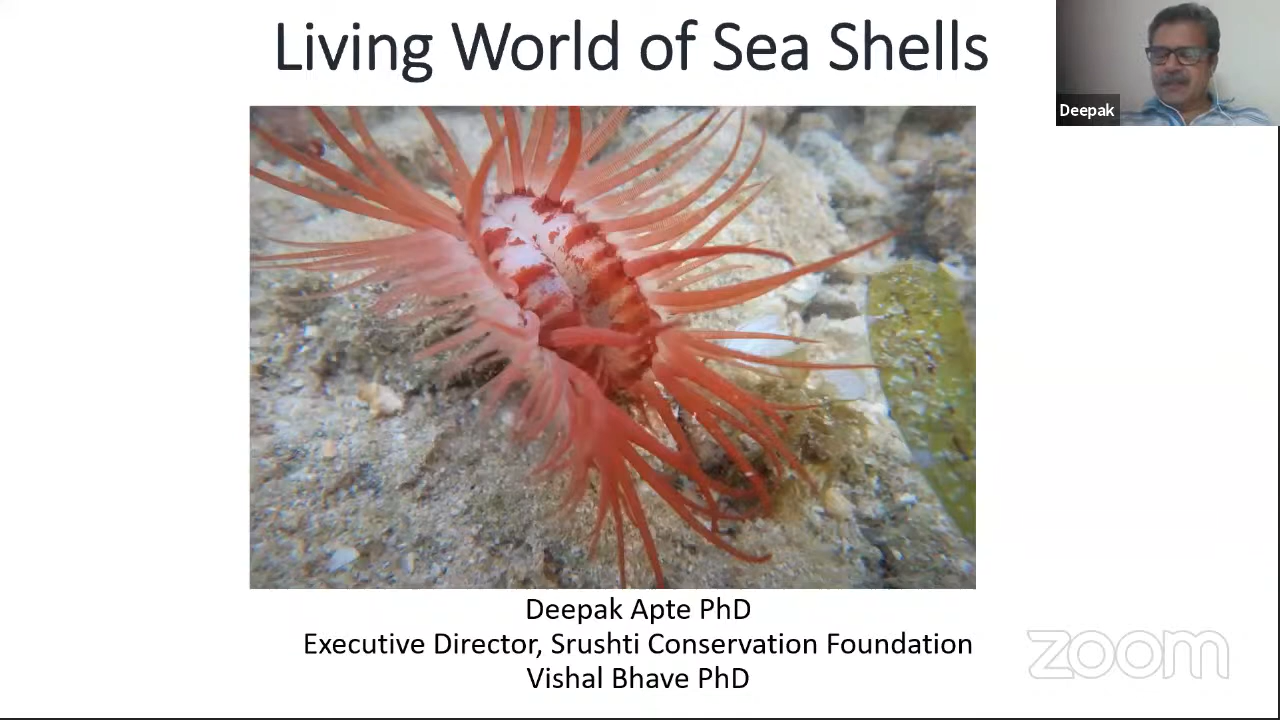 Living World of Sea Shells
Deepak
Deepak Apte PhD
Executive Director, Srushti Conservation Foundation
Vishal Bhave PhD
zoom